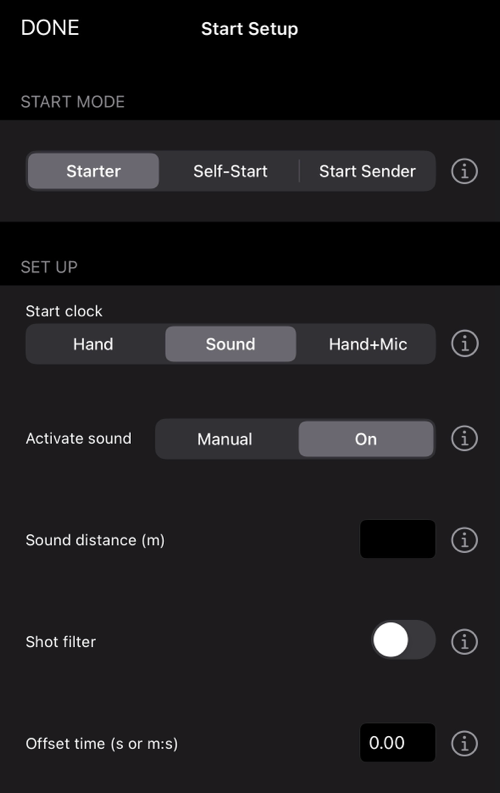 DONE Start Setup
START MODE
Starter Self-Start Start Sender
SET UP
Start clock
Hand Sound Hand+Mic
Activate sound Manual On
Sound distance (m)
Shot filter
Offset time (s or m:s) 0.00